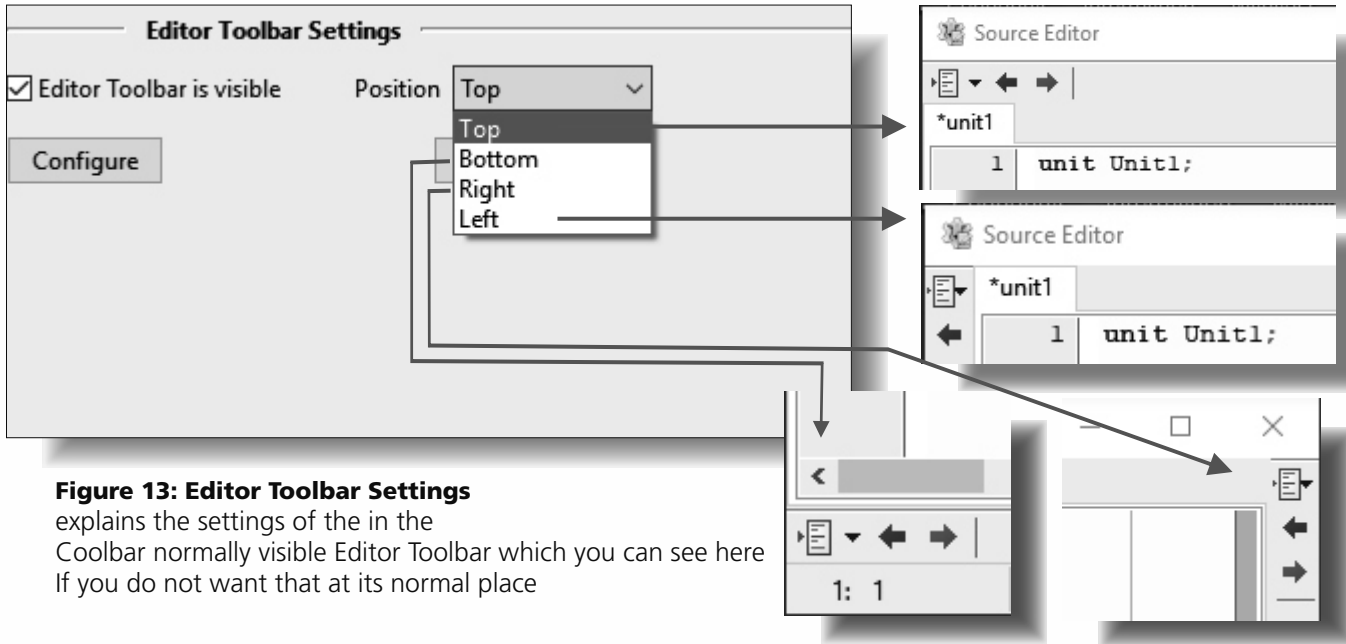 Editor Toolbar Settings
Editor Toolbar is visible
Position
Top
Top
Bottom
Right
Left
Configure
Source Editor
*unit1
1 unit Unit1;
Source Editor
*unit1
1 unit Unit1;
1: 1
Figure 13: Editor Toolbar Settings
explains the settings of the in the
Coolbar normally visible Editor Toolbar which you can see here
If you do not want that at its normal place